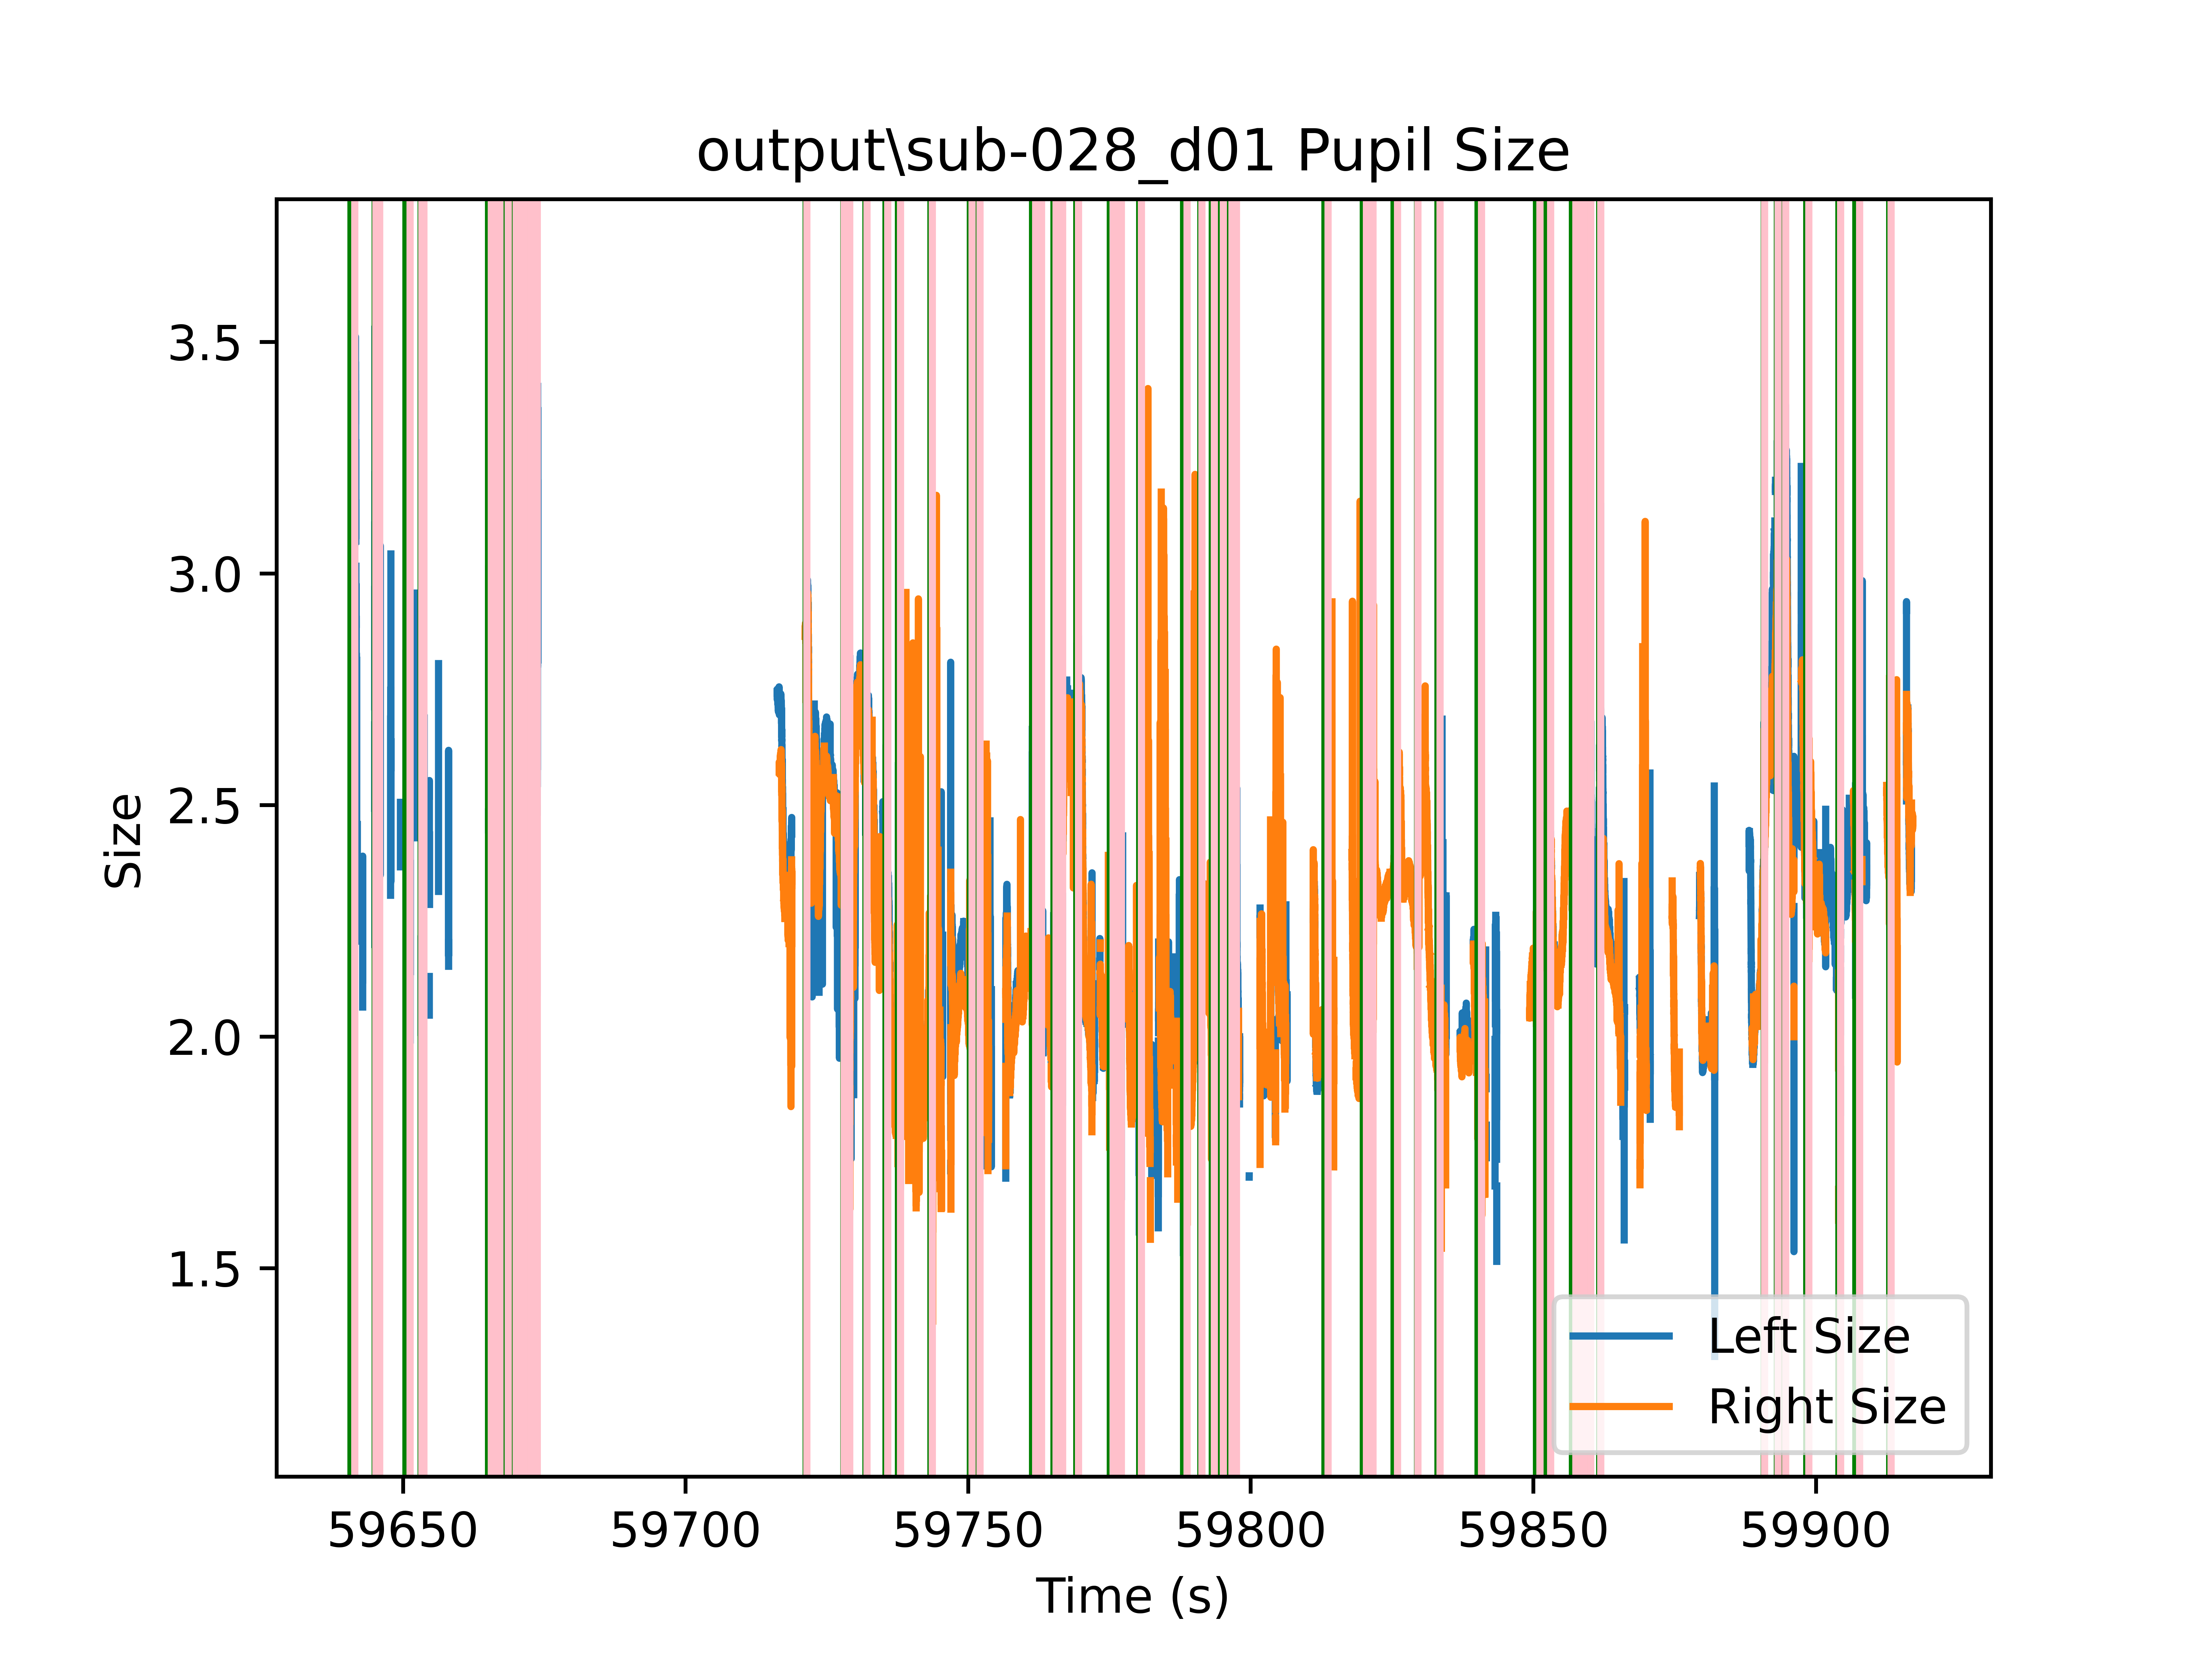 output\sub-028_d01 Pupil Size
3.5
3.0
2.5
2.0
1.5
Size
Left Size
Right Size
59650 59700 59750 59800 59850 59900
Time (s)